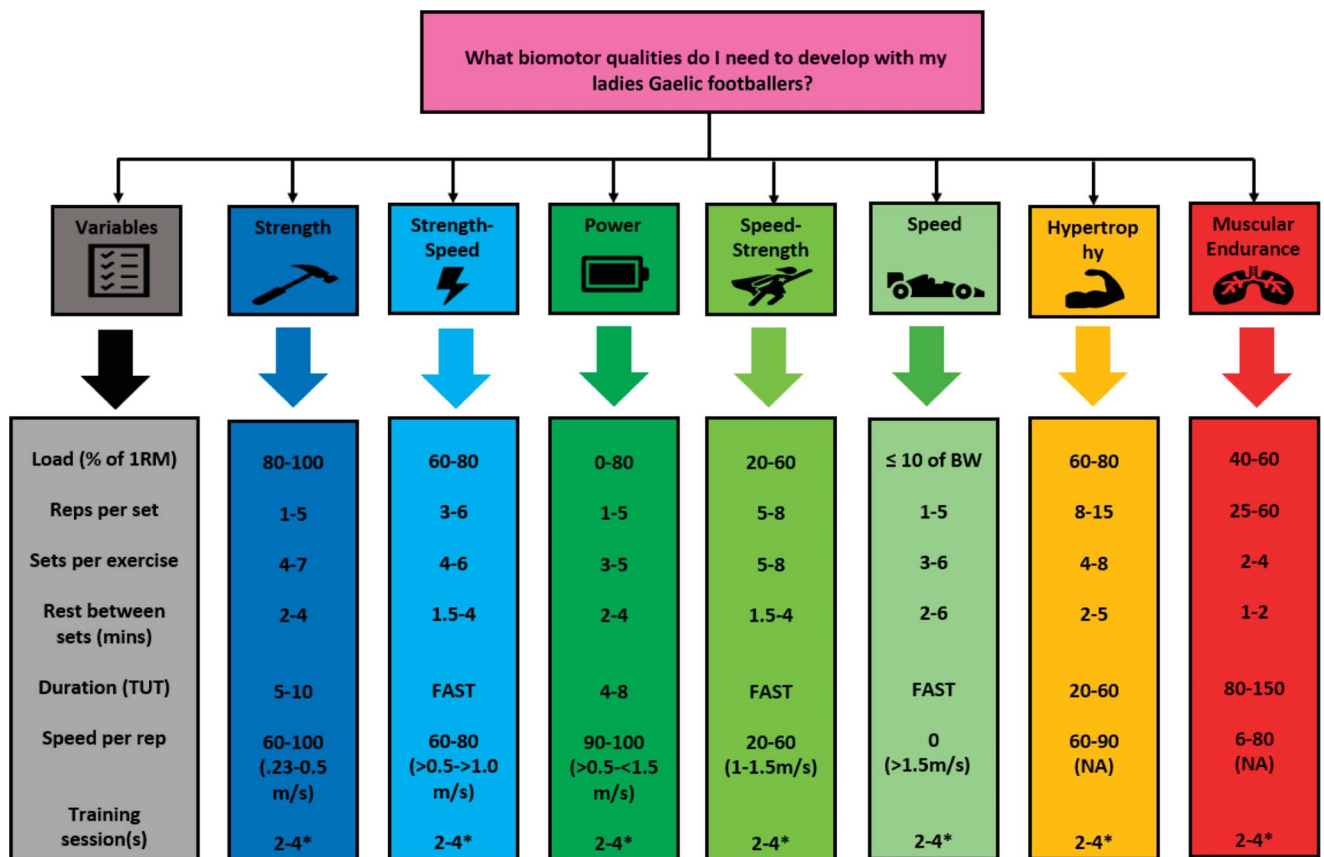 What biomotor qualities do I need to develop with my
ladies Gaelic footballers?
Variables
Strength
Strength-
Speed
Power
Speed-
Strength
Speed
Hypertrop
hy
Muscular
Endurance
Load (% of 1RM)
80-100
60-80
0-80
20-60
≤ 10 of BW
60-80
40-60
Reps per set
1-5
3-6
1-5
5-8
1-5
8-15
25-60
Sets per exercise
4-7
4-6
3-5
5-8
3-6
4-8
2-4
Rest between
sets (mins)
2-4
1.5-4
2-4
1.5-4
2-6
2-5
1-2
Duration (TUT)
5-10
FAST
4-8
FAST
FAST
20-60
80-150
Speed per rep
60-100
(.23-0.5
m/s)
60-80
(>0.5->1.0
m/s)
90-100
(>0.5-<1.5
m/s)
20-60
(1-1.5m/s)
0
(>1.5m/s)
60-90
(NA)
6-80
(NA)
Training
session(s)
2-4*
2-4*
2-4*
2-4*
2-4*
2-4*
2-4*